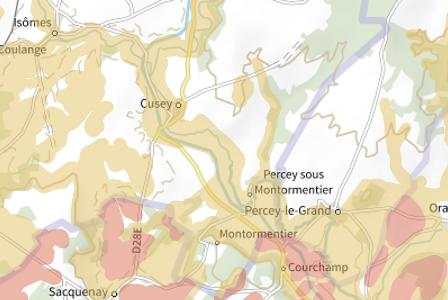 Isômes
Coulange
Cusey
Percey sous
Montormentier
Percey-le-Grand
Ora
D28E
Montormentier
Courchamp
Sacquenay